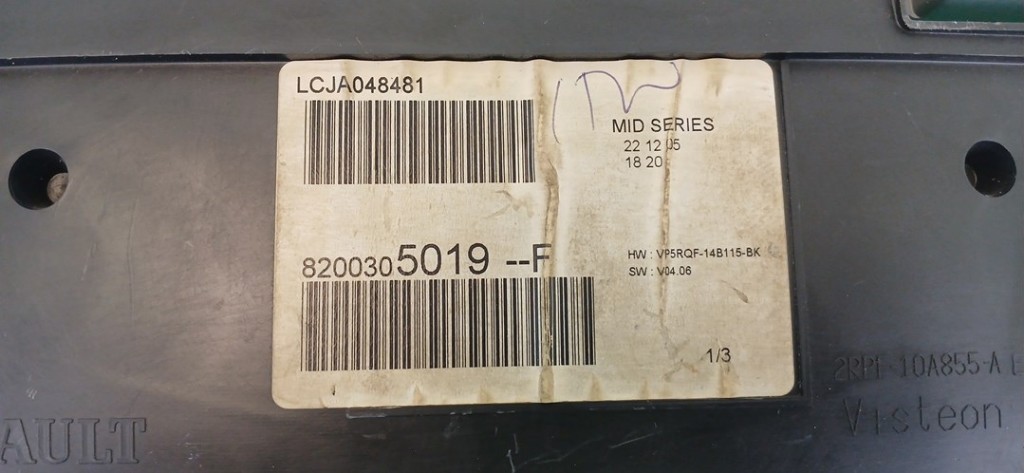 LCJA048481
MID SERIES
22 12 05
18 20
8200305019 --F
HW : VP5RQF-14B115-BK
SW : V04.06
1/3
10A855-A
AULT
Visteon